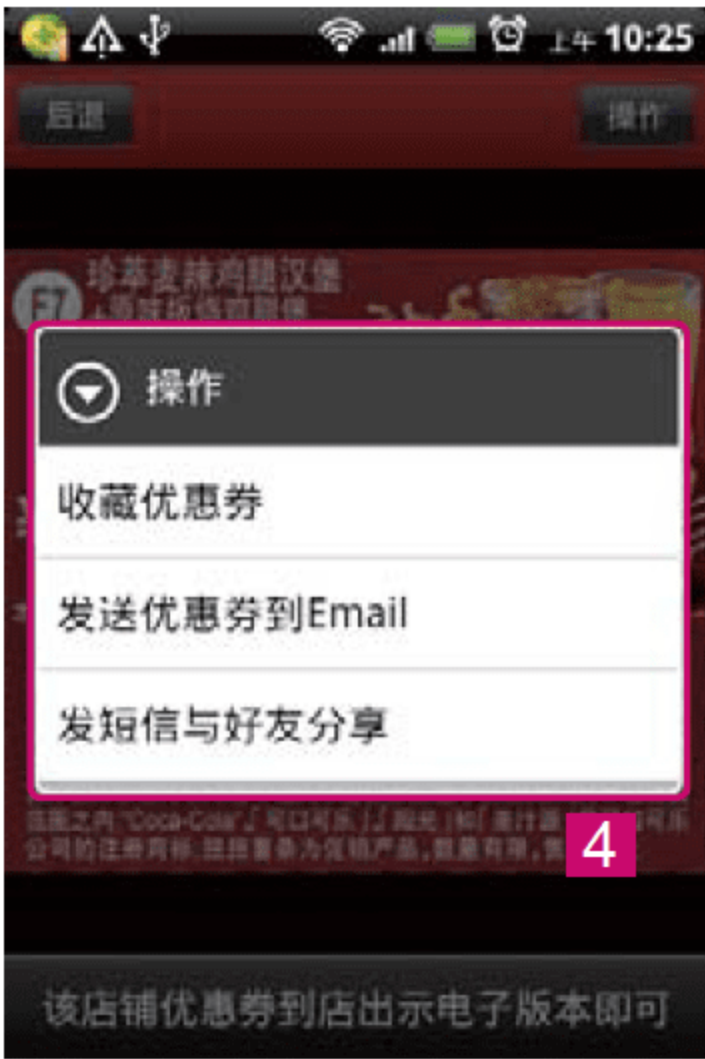 上午 10:25
后退
操作
珍萃麦辣鸡腿汉堡
操作
收藏优惠券
发送优惠券到Email
发短信与好友分享
4
该店铺优惠券到店出示电子版本即可